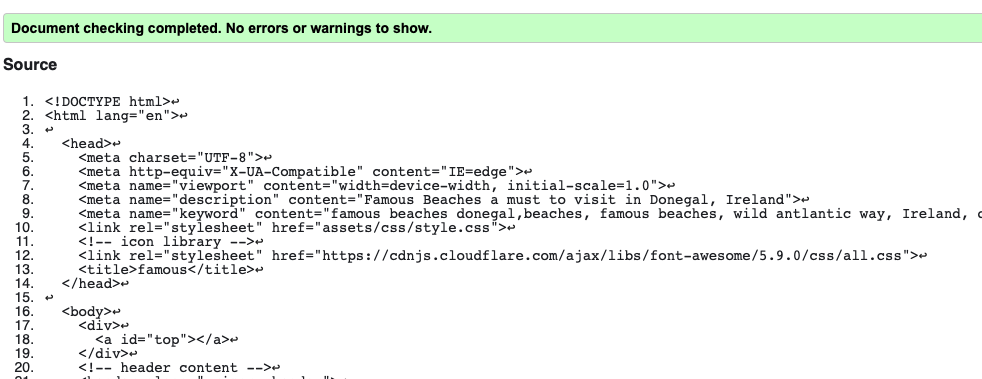 Document checking completed. No errors or warnings to show.
Source
1. <!DOCTYPE html>↩
2. <html lang="en">↩
3. ↩
4. <head>↩
5. <meta charset="UTF-8">↩
6. <meta http-equiv="X-UA-Compatible" content="IE=edge">↩
7. <meta name="viewport" content="width=device-width, initial-scale=1.0">↩
8. <meta name="description" content="Famous Beaches a must to visit in Donegal, Ireland">↩
9. <meta name="keyword" content="famous beaches donegal,beaches, famous beaches, wild antlantic way, Ireland,
10. <link rel="stylesheet" href="assets/css/style.css">↩
11. <!-- icon library -->↩
12. <link rel="stylesheet" href="https://cdnjs.cloudflare.com/ajax/libs/font-awesome/5.9.0/css/all.css">↩
13. <title>famous</title>↩
14. </head>↩
15. ↩
16. <body>↩
17. <div>↩
18. <a id="top"></a>↩
19. </div>↩
20. <!-- header content -->↩